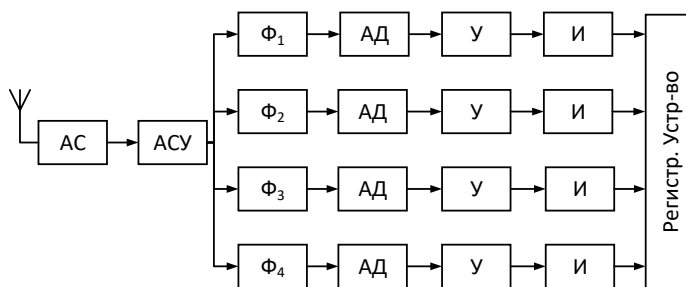 Ф1 АД У И
Ф2 АД У И
АС АСУ
Ф3 АД У И
Ф4 АД У И
Регистр. Устр-во